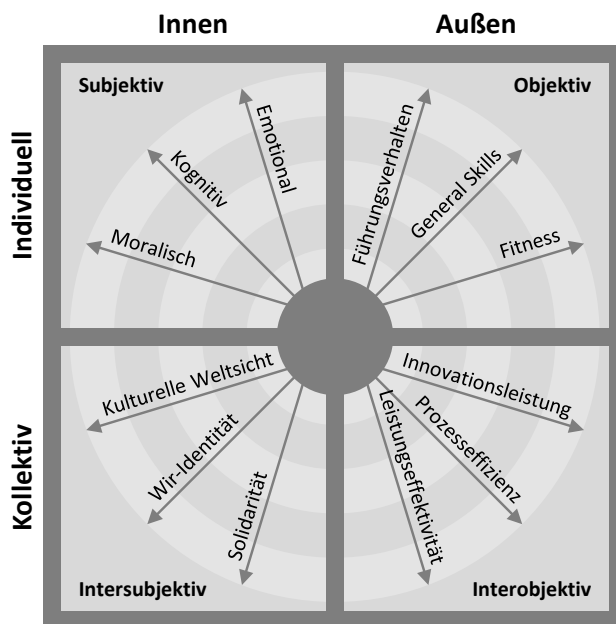 Innen
Außen
Individuell
Subjektiv
Emotional
Kognitiv
Moralisch
Objektiv
Führungsverhalten
General Skills
Fitness
Kollektiv
Kulturelle Weltsicht
Wir-Identität
Solidarität
Intersubjektiv
Innovationsleistung
Prozesseffizienz
Leistungseffektivität
Interobjektiv